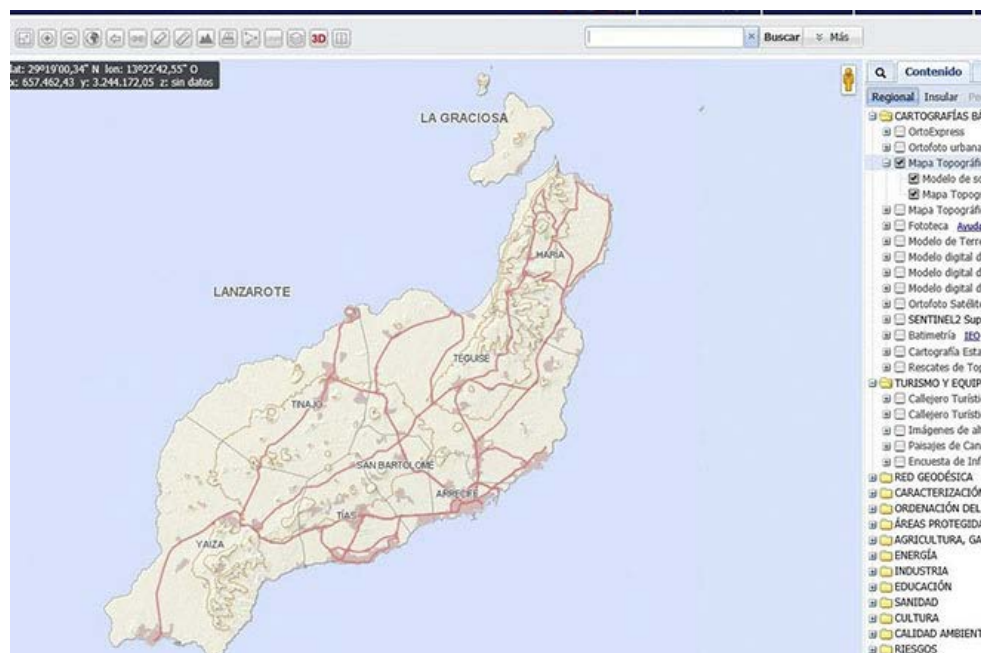 3D
Buscar
Más
lat: 29º19'00,34" N lon: 13º22'42,55" O
x: 657.462,43 y: 3.244.172,05 z: sin datos
LA GRACIOSA
LANZAROTE
HARÍA
TEGUISE
TINAJO
SAN BARTOLOMÉ
ARRECIFE
TÍAS
YAIZA
Contenido
Regional Insular Pe
CARTOGRAFÍAS BÁ
OrtoExpress
Ortofoto urbana
Mapa Topográfi
Modelo de so
Mapa Topogr
Mapa Topográfi
Fototeca Ayuda
Modelo de Terre
Modelo digital d
Modelo digital d
Modelo digital d
Ortofoto Satélite
SENTINEL2 Sup
Batimetría IEO
Cartografía Esta
Rescates de Top
TURISMO Y EQUIP
Callejero Turísti
Callejero Turísti
Imágenes de alt
Paisajes de Can
Encuesta de Inf
RED GEODÉSICA
CARACTERIZACIÓN
ORDENACIÓN DEL
ÁREAS PROTEGIDA
AGRICULTURA, GA
ENERGÍA
INDUSTRIA
EDUCACIÓN
SANIDAD
CULTURA
CALIDAD AMBIENT
RIESGOS